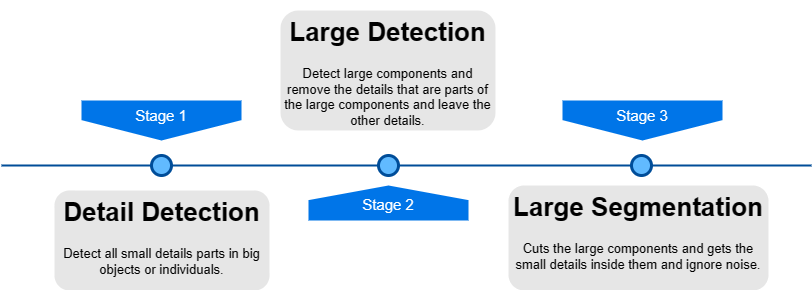 Large Detection
Detect large components and
remove the details that are parts of
the large components and leave the
other details.
Stage 1
Stage 3
Stage 2
Detail Detection
Detect all small details parts in big
objects or individuals.
Large Segmentation
Cuts the large components and gets the
small details inside them and ignore noise.